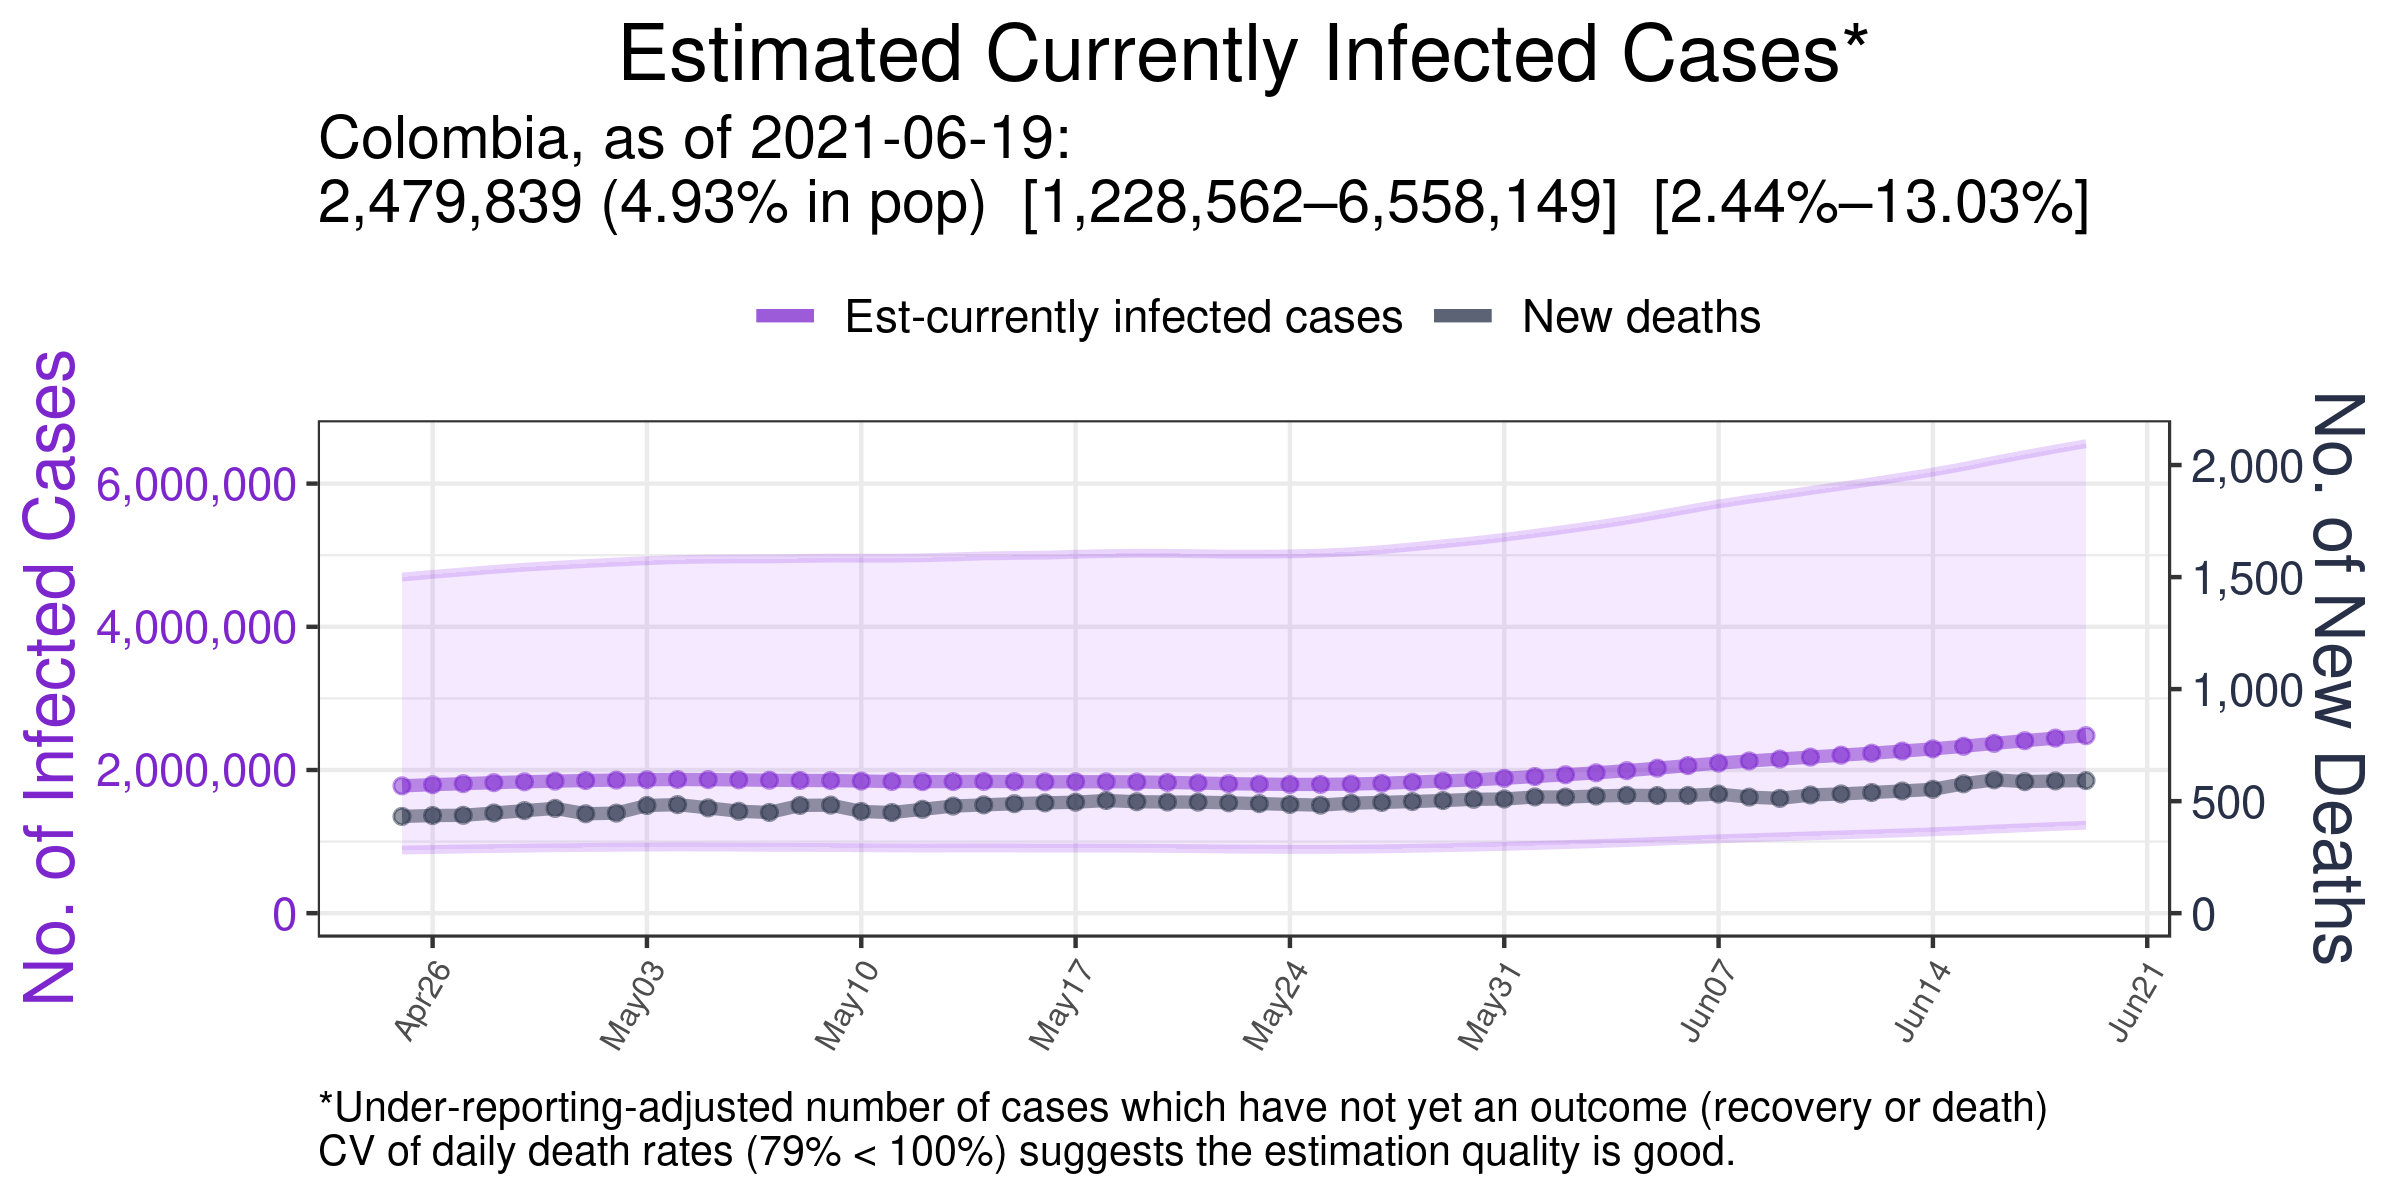 Estimated Currently Infected Cases*
Colombia, as of 2021-06-19:
2,479,839 (4.93% in pop)  [1,228,562–6,558,149]  [2.44%–13.03%]
Est-currently infected cases
New deaths
No. of Infected Cases
6,000,000
4,000,000
2,000,000
0
2,000
1,500
1,000
500
0
No. of New Deaths
Apr26
May03
May10
May17
May24
May31
Jun07
Jun14
Jun21
*Under-reporting-adjusted number of cases which have not yet an outcome (recovery or death)
CV of daily death rates (79% < 100%) suggests the estimation quality is good.